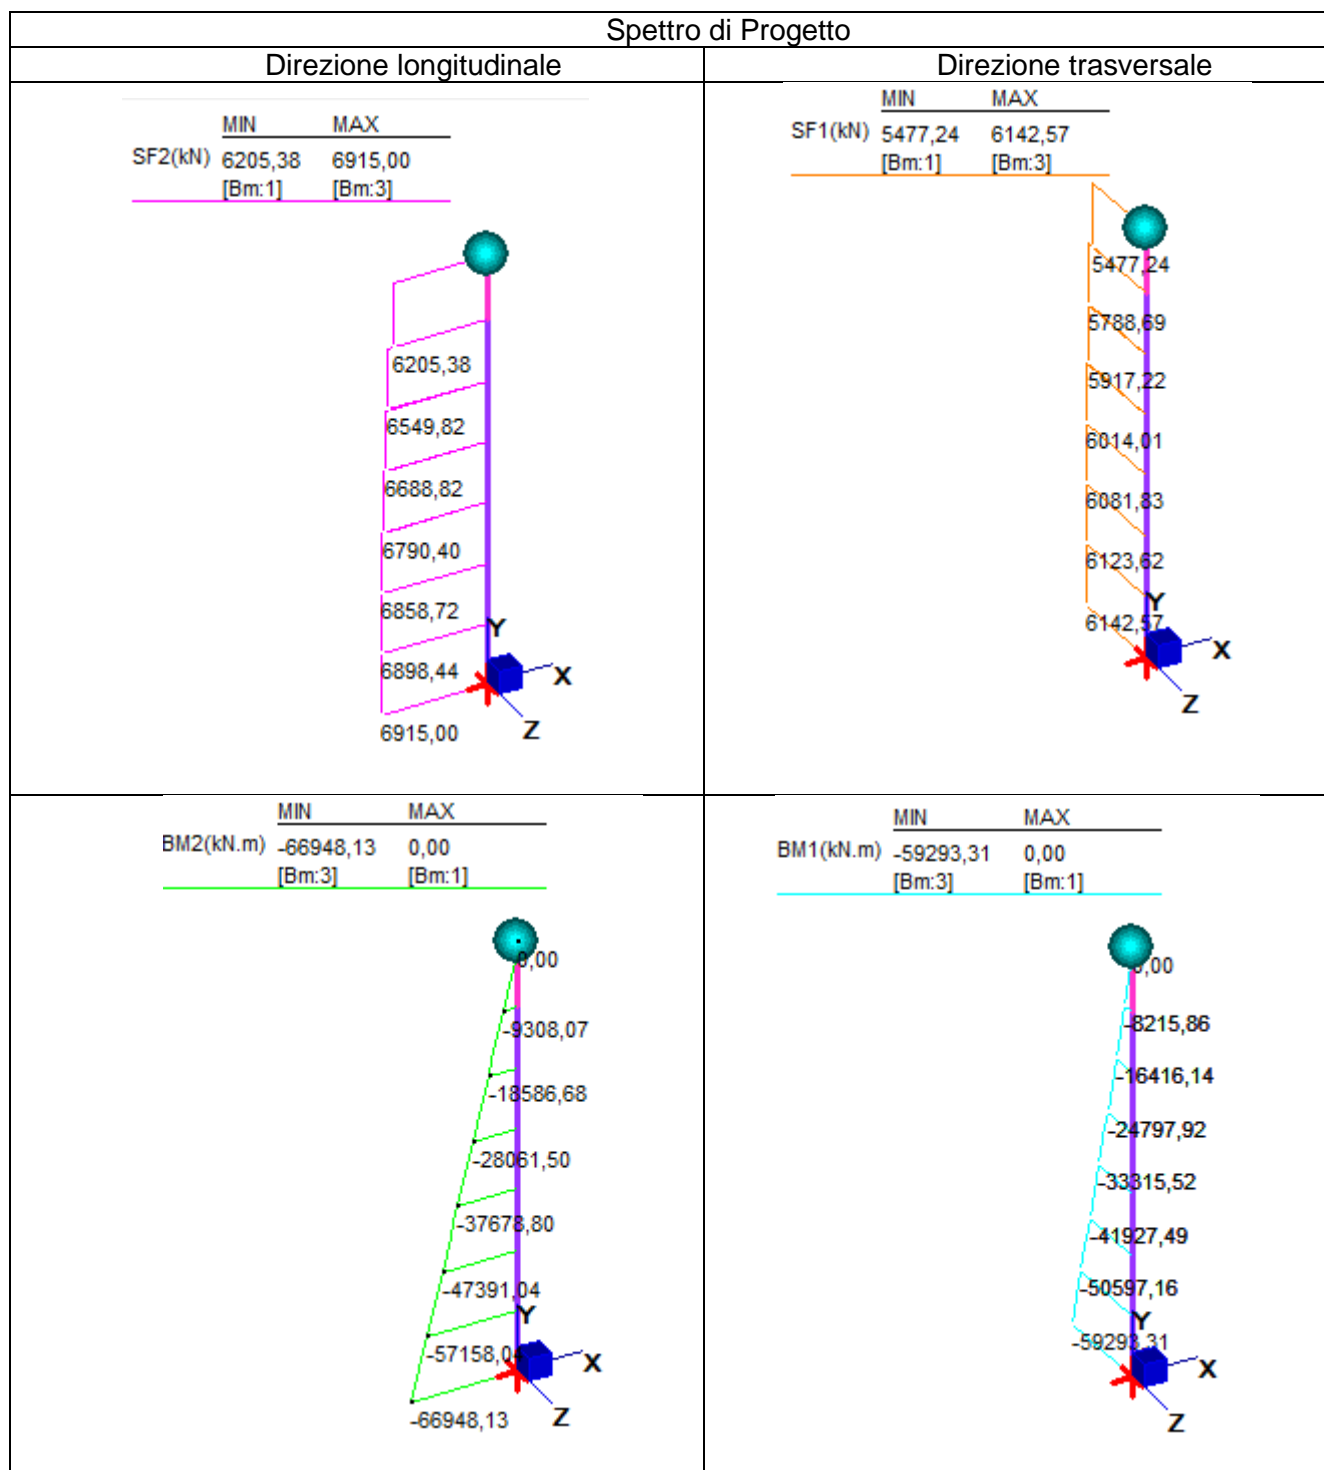 Spettro di Progetto
Direzione longitudinale
Direzione trasversale
MIN MAX
SF2(kN) 6205,38 6915,00
[Bm:1] [Bm:3]
6205,38
6549,82
6688,82
6790,40
6858,72
6898,44
6915,00
Y
X
Z
MIN MAX
SF1(kN) 5477,24 6142,57
[Bm:1] [Bm:3]
5477,24
5788,69
5917,22
6014,01
6081,83
6123,62
6142,57
Y
X
Z
MIN MAX
BM2(kN.m) -66948,13 0,00
[Bm:3] [Bm:1]
0,00
-9308,07
-18586,68
-28061,50
-37678,80
-47391,04
-57158,04
-66948,13
Y
X
Z
MIN MAX
BM1(kN.m) -59293,31 0,00
[Bm:3] [Bm:1]
0,00
-8215,86
-16416,14
-24797,92
-33315,52
-41927,49
-50597,16
-59293,31
Y
X
Z